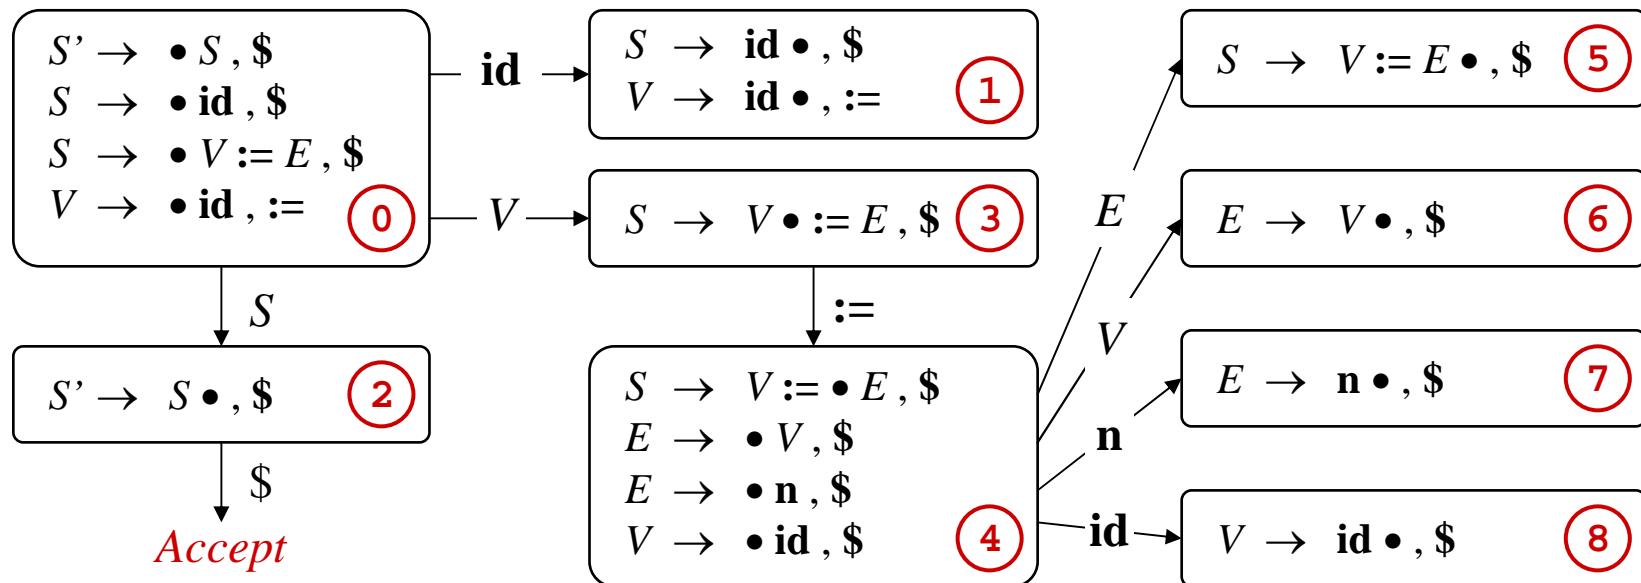 S’ → • S , $
S → • id , $
S → • V := E , $
V → • id , :=
0
id
S → id • , $
V → id • , :=
1
V
S → V • := E , $
3
S
:=
S’ → S • , $
2
$
Accept
S → V := • E , $
E → • V , $
E → • n , $
V → • id , $
4
E
V
n
id
S → V := E • , $
5
E → V • , $
6
E → n • , $
7
V → id • , $
8